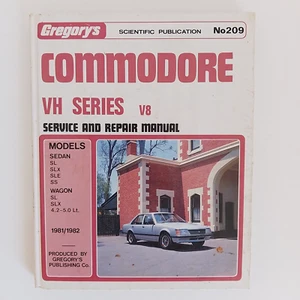 Gregory's
SCIENTIFIC PUBLICATION No209
COMMODORE
VH SERIES V8
SERVICE AND REPAIR MANUAL
MODELS
SEDAN
SL
SLX
SLE
SS
WAGON
SL
SLX
4.2-5.0 Lt.
1981/1982
PRODUCED BY
GREGORY'S
PUBLISHING Co.